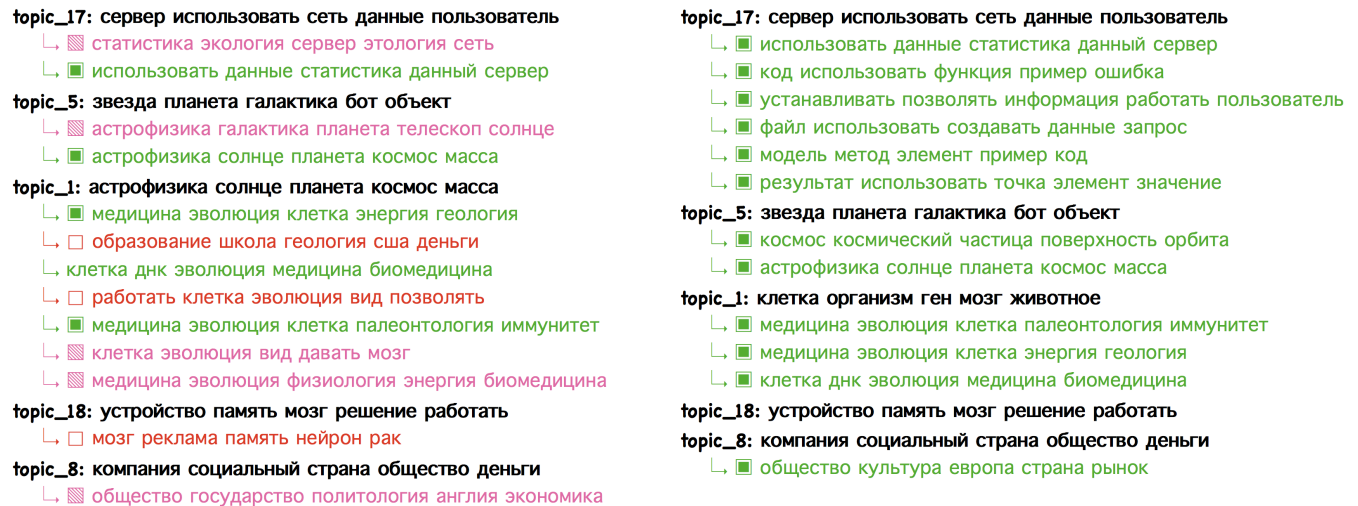 topic_17: сервер использовать сеть данные пользователь
статистика экология сервер этология сеть
использовать данные статистика данный сервер
topic_5: звезда планета галактика бот объект
астрофизика галактика планета телескоп солнце
астрофизика солнце планета космос масса
topic_1: астрофизика солнце планета космос масса
медицина эволюция клетка энергия геология
образование школа геология сша деньги
клетка днк эволюция медицина биомедицина
работать клетка эволюция вид позволять
медицина эволюция клетка палеонтология иммунитет
клетка эволюция вид давать мозг
медицина эволюция физиология энергия биомедицина
topic_18: устройство память мозг решение работать
мозг реклама память нейрон рак
topic_8: компания социальный страна общество деньги
общество государство политология англия экономика
topic_17: сервер использовать сеть данные пользователь
использовать данные статистика данный сервер
код использовать функция пример ошибка
устанавливать позволять информация работать пользователь
файл использовать создавать данные запрос
модель метод элемент пример код
результат использовать точка элемент значение
topic_5: звезда планета галактика бот объект
космос космический частица поверхность орбита
астрофизика солнце планета космос масса
topic_1: клетка организм ген мозг животное
медицина эволюция клетка палеонтология иммунитет
медицина эволюция клетка энергия геология
клетка днк эволюция медицина биомедицина
topic_18: устройство память мозг решение работать
topic_8: компания социальный страна общество деньги
общество культура европа страна рынок